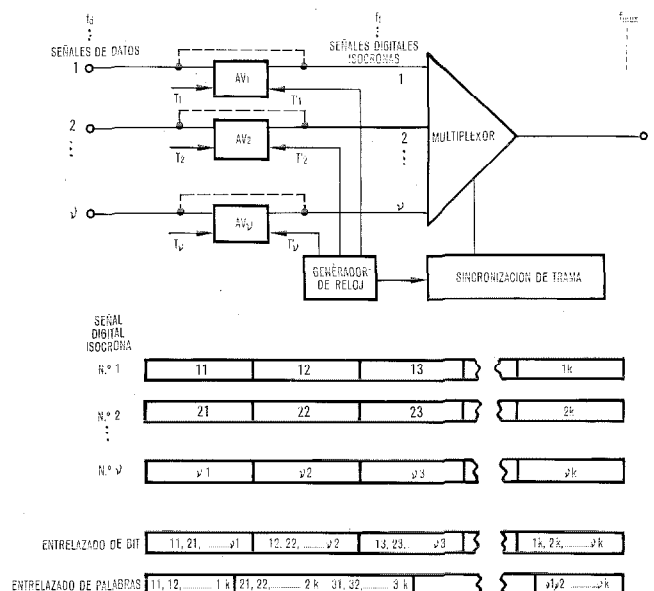 fd
SEÑALES DE DATOS
ft
SEÑALES DIGITALES
ISOCRONAS
fmux
1
AV1
T1
T'1
1
2
AV2
T2
T'2
2
MULTIPLEXOR
ν
AVν
Tν
T'ν
ν
GENERADOR
DE RELOJ
SINCRONIZACION DE TRAMA
SEÑAL
DIGITAL
ISOCRONA
N.º 1 11 12 13 1k
N.º 2 21 22 23 2k
N.º ν ν1 ν2 ν3 νk
ENTRELAZADO DE BIT 11, 21, ........ν1 12, 22, ........ν2 13, 23.. ν3 1k, 2k, ........νk
ENTRELAZADO DE PALABRAS 11, 12, ........ 1 k 21, 22, ........ 2 k 31, 32, ........ 3 k ν1,ν2 ........νk